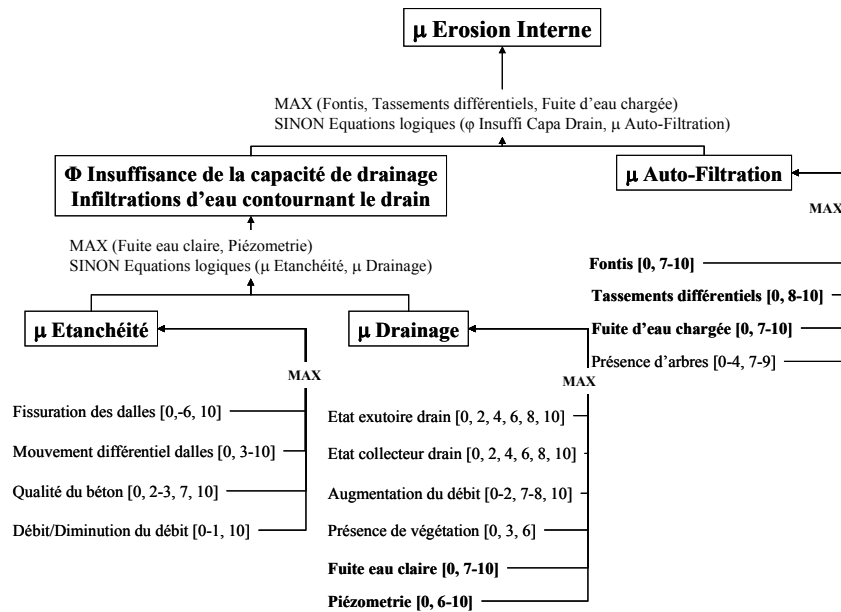 μ Erosion Interne
MAX (Fontis, Tassements différentiels, Fuite d'eau chargée)
SINON Equations logiques (φ Insuffi Capa Drain, μ Auto-Filtration)
Φ Insuffisance de la capacité de drainage
Infiltrations d'eau contournant le drain
μ Auto-Filtration
MAX
MAX (Fuite eau claire, Piézometrie)
SINON Equations logiques (μ Etanchéité, μ Drainage)
Fontis [0, 7-10]
Tassements différentiels [0, 8-10]
Fuite d'eau chargée [0, 7-10]
Présence d'arbres [0-4, 7-9]
μ Etanchéité
μ Drainage
MAX
MAX
Fissuration des dalles [0,-6, 10]
Mouvement différentiel dalles [0, 3-10]
Qualité du béton [0, 2-3, 7, 10]
Débit/Diminution du débit [0-1, 10]
Etat exutoire drain [0, 2, 4, 6, 8, 10]
Etat collecteur drain [0, 2, 4, 6, 8, 10]
Augmentation du débit [0-2, 7-8, 10]
Présence de végétation [0, 3, 6]
Fuite eau claire [0, 7-10]
Piézometrie [0, 6-10]